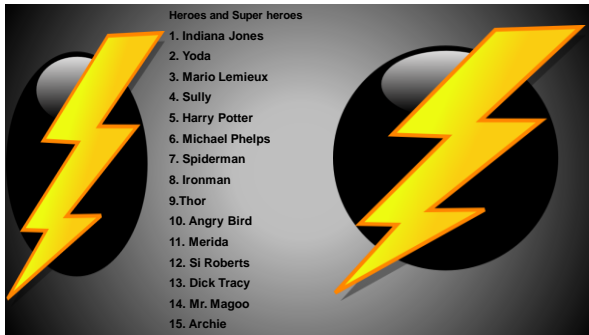 Heroes and Super heroes
1. Indiana Jones
2. Yoda
3. Mario Lemieux
4. Sully
5. Harry Potter
6. Michael Phelps
7. Spiderman
8. Ironman
9.Thor
10. Angry Bird
11. Merida
12. Si Roberts
13. Dick Tracy
14. Mr. Magoo
15. Archie